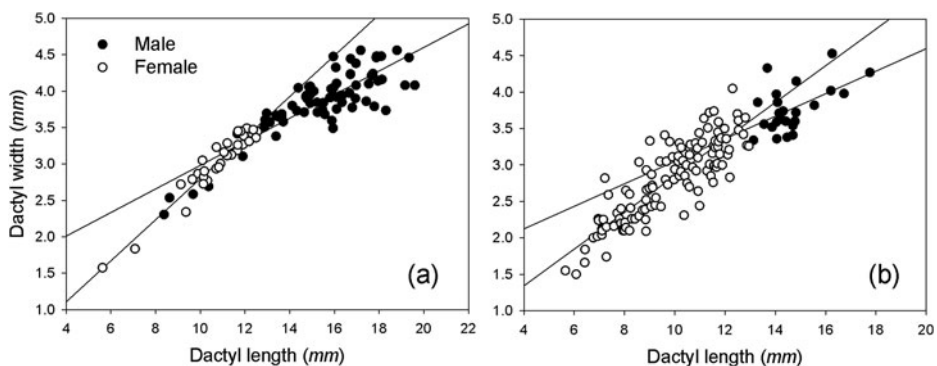 5.0
4.5
4.0
3.5
3.0
2.5
2.0
1.5
1.0
Dactyl width (mm)
Male
Female
(a)
4 6 8 10 12 14 16 18 20 22
Dactyl length (mm)
5.0
4.5
4.0
3.5
3.0
2.5
2.0
1.5
1.0
(b)
4 6 8 10 12 14 16 18 20
Dactyl length (mm)